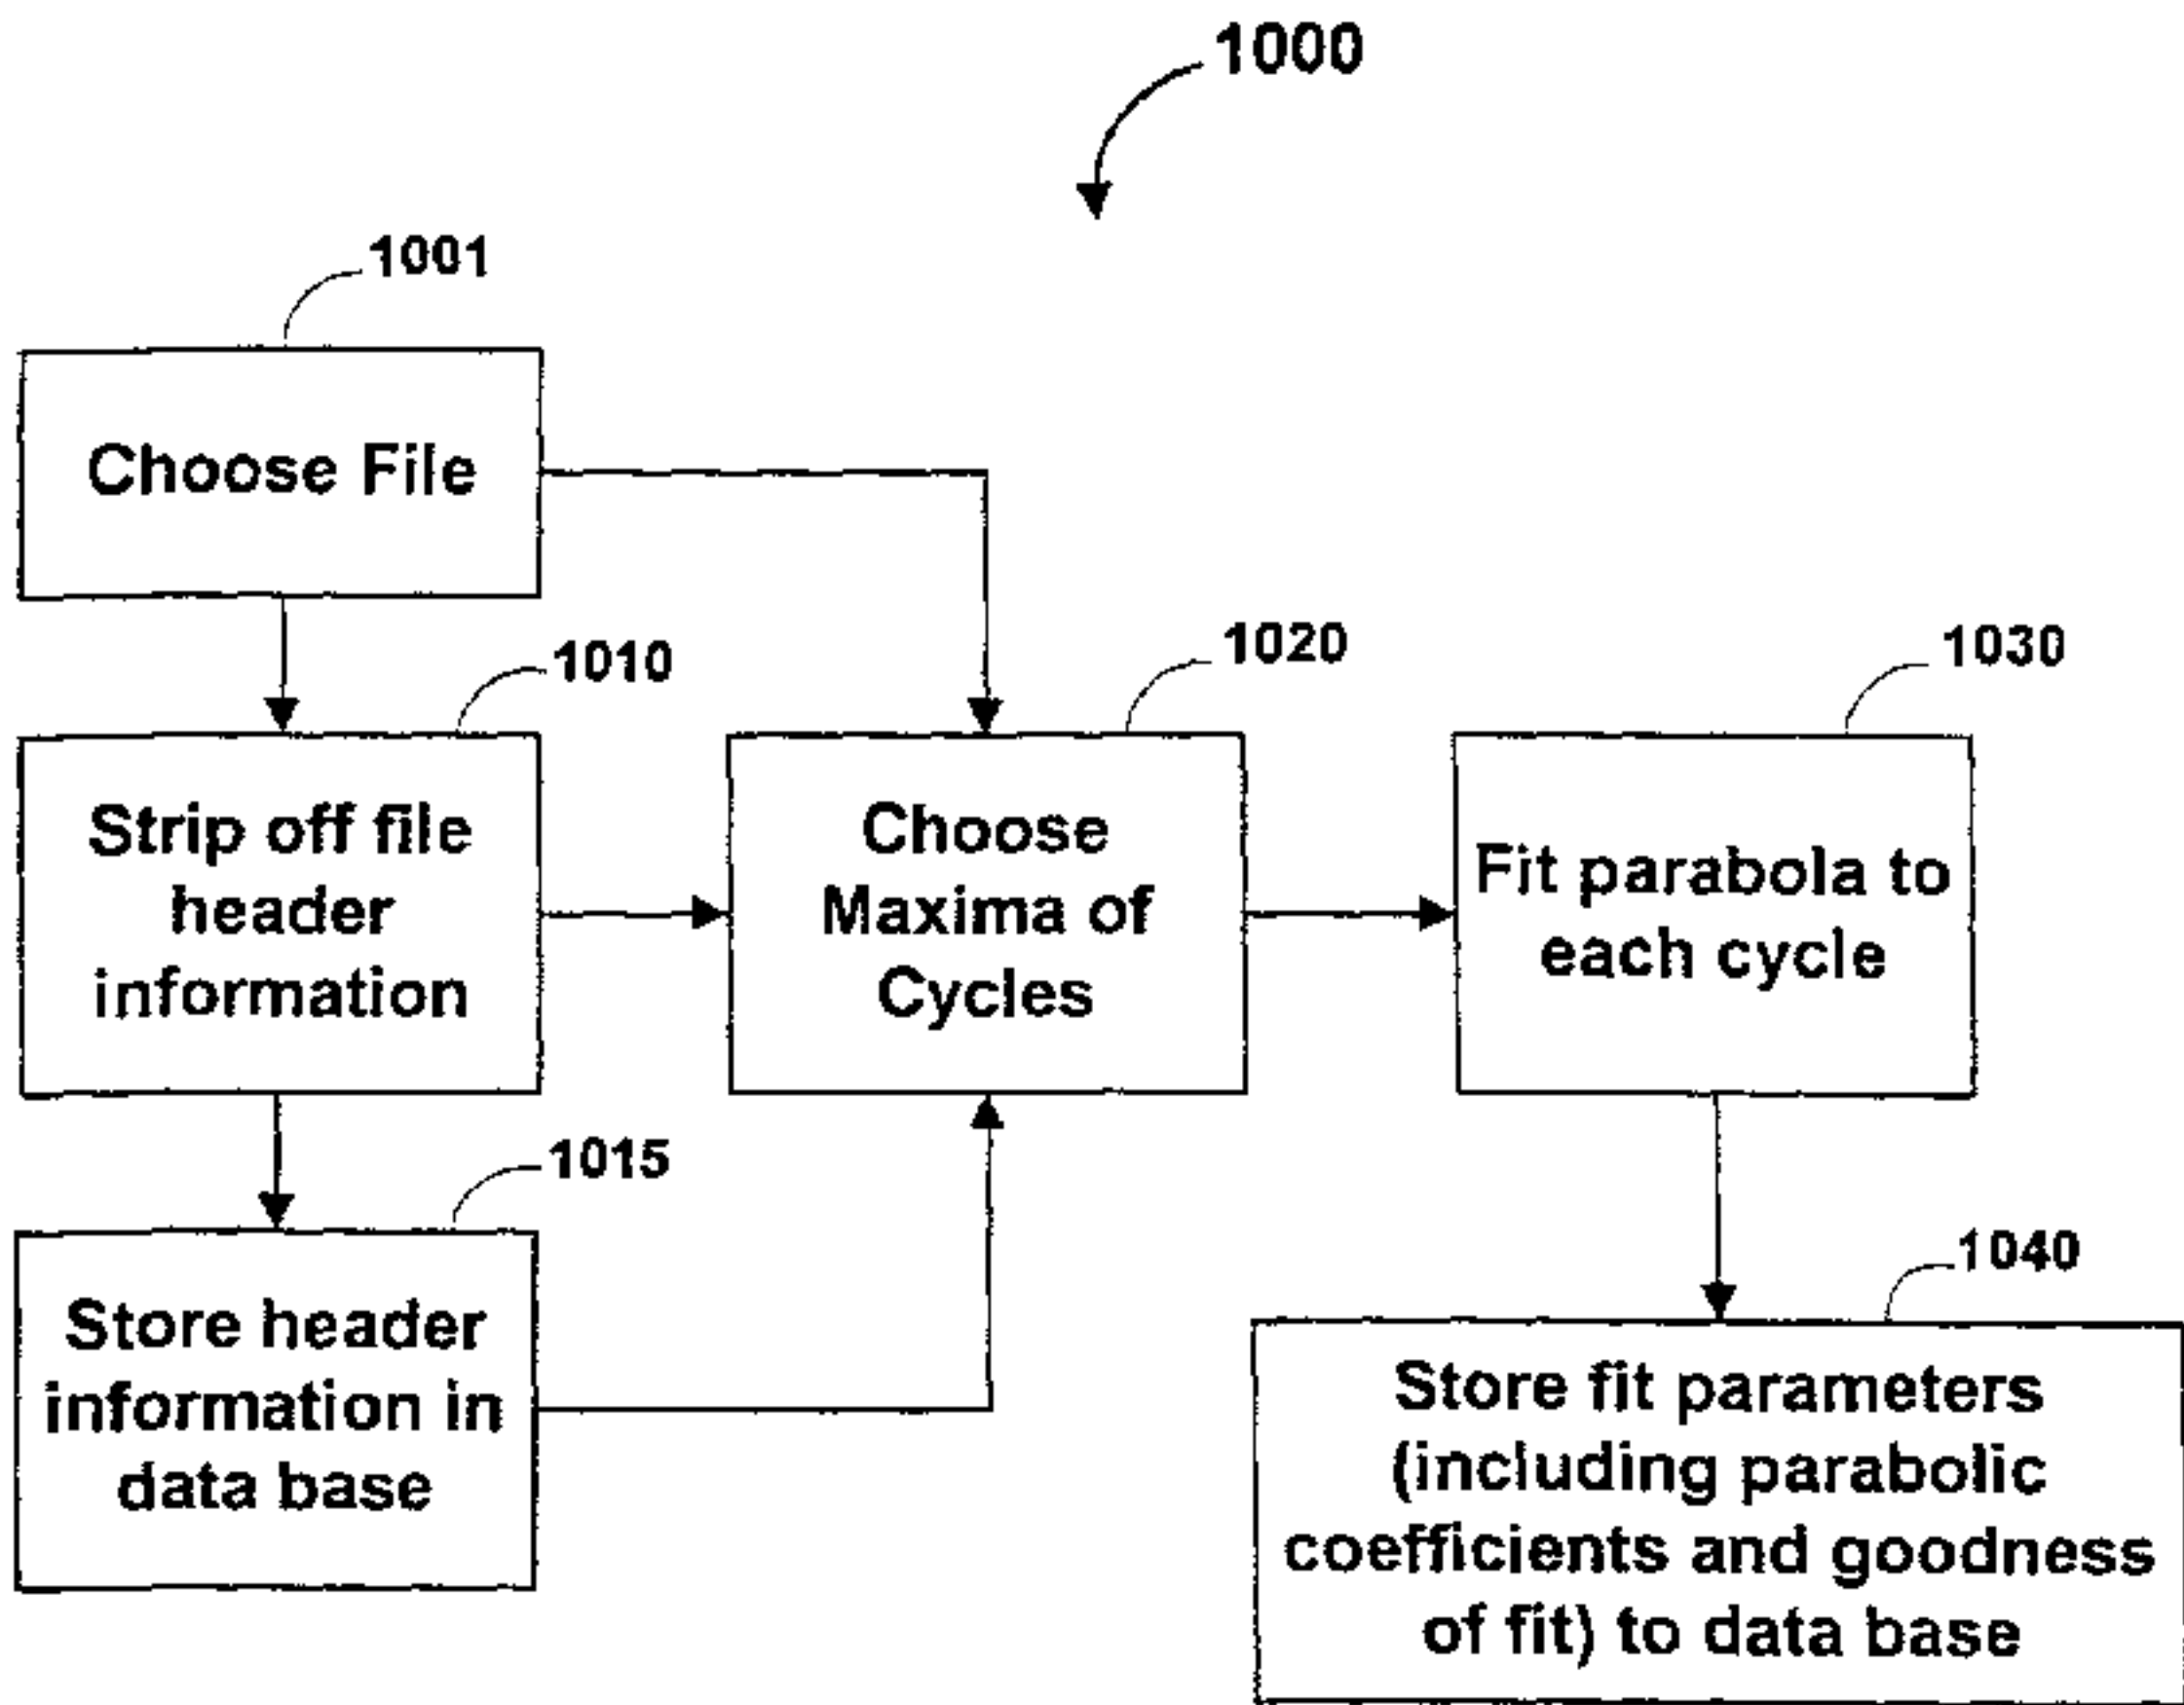 1000
1001
Choose File
1010
Strip off file
header
information
1020
Choose
Maxima of
Cycles
1030
Fit parabola to
each cycle
1015
Store header
information in
data base
1040
Store fit parameters
(including parabolic
coefficients and goodness
of fit) to data base